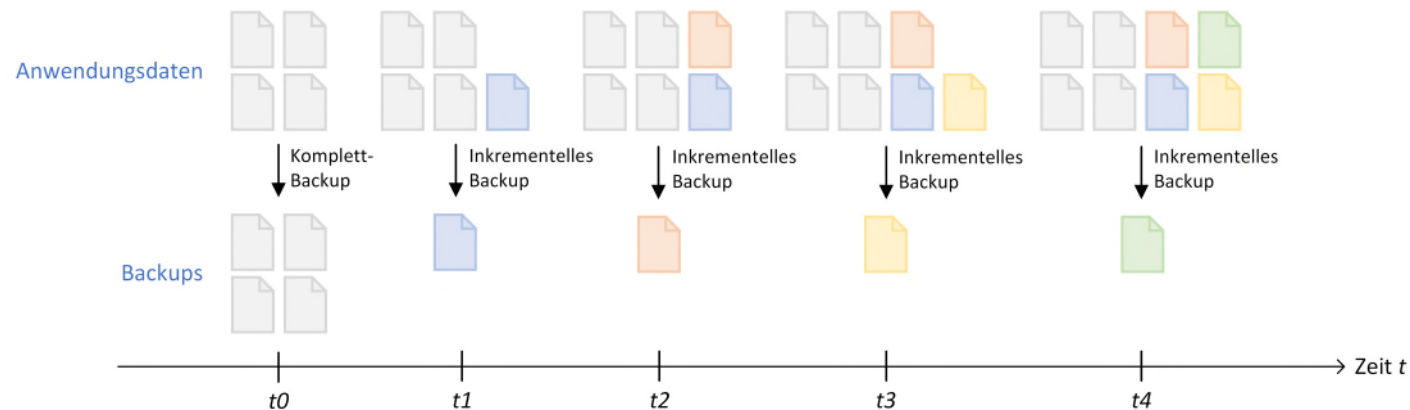 Anwendungsdaten
Komplett-
Backup
Inkrementelles
Backup
Inkrementelles
Backup
Inkrementelles
Backup
Inkrementelles
Backup
Backups
Zeit t
t0
t1
t2
t3
t4